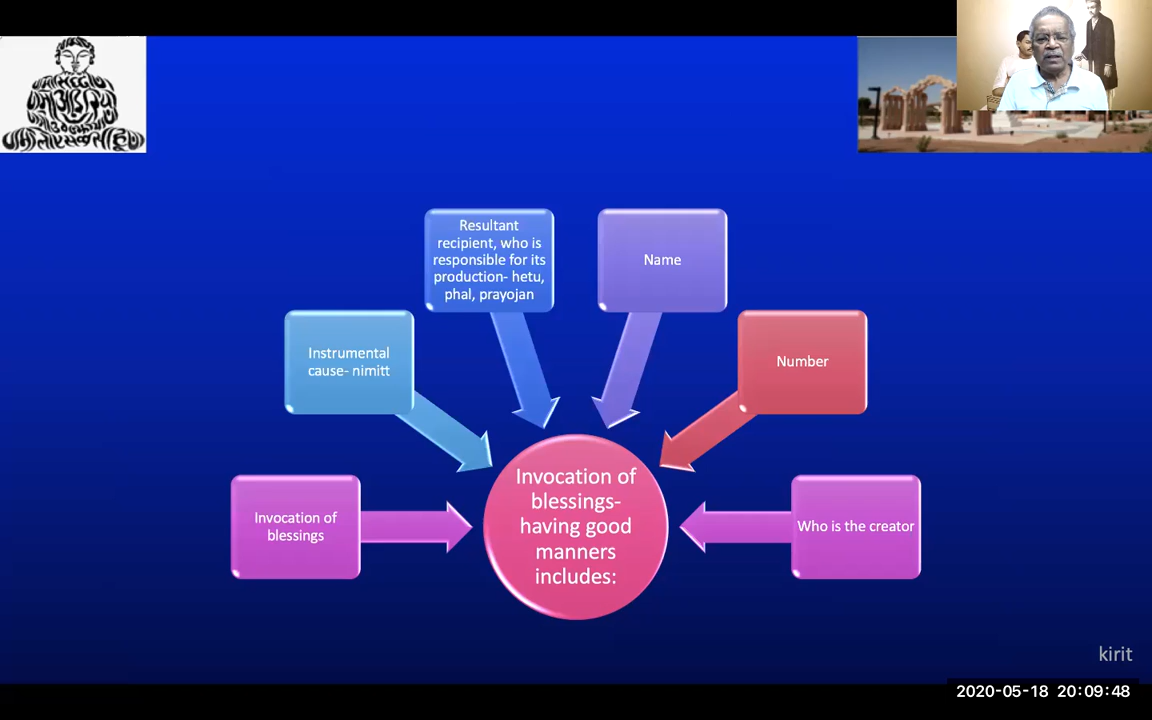 Resultant
recipient, who is
responsible for its
production- hetu,
phal, prayojan
Name
Instrumental
cause- nimitt
Number
Invocation of
blessings-
having good
manners
includes:
Invocation of
blessings
Who is the creator
kirit
2020-05-18 20:09:48